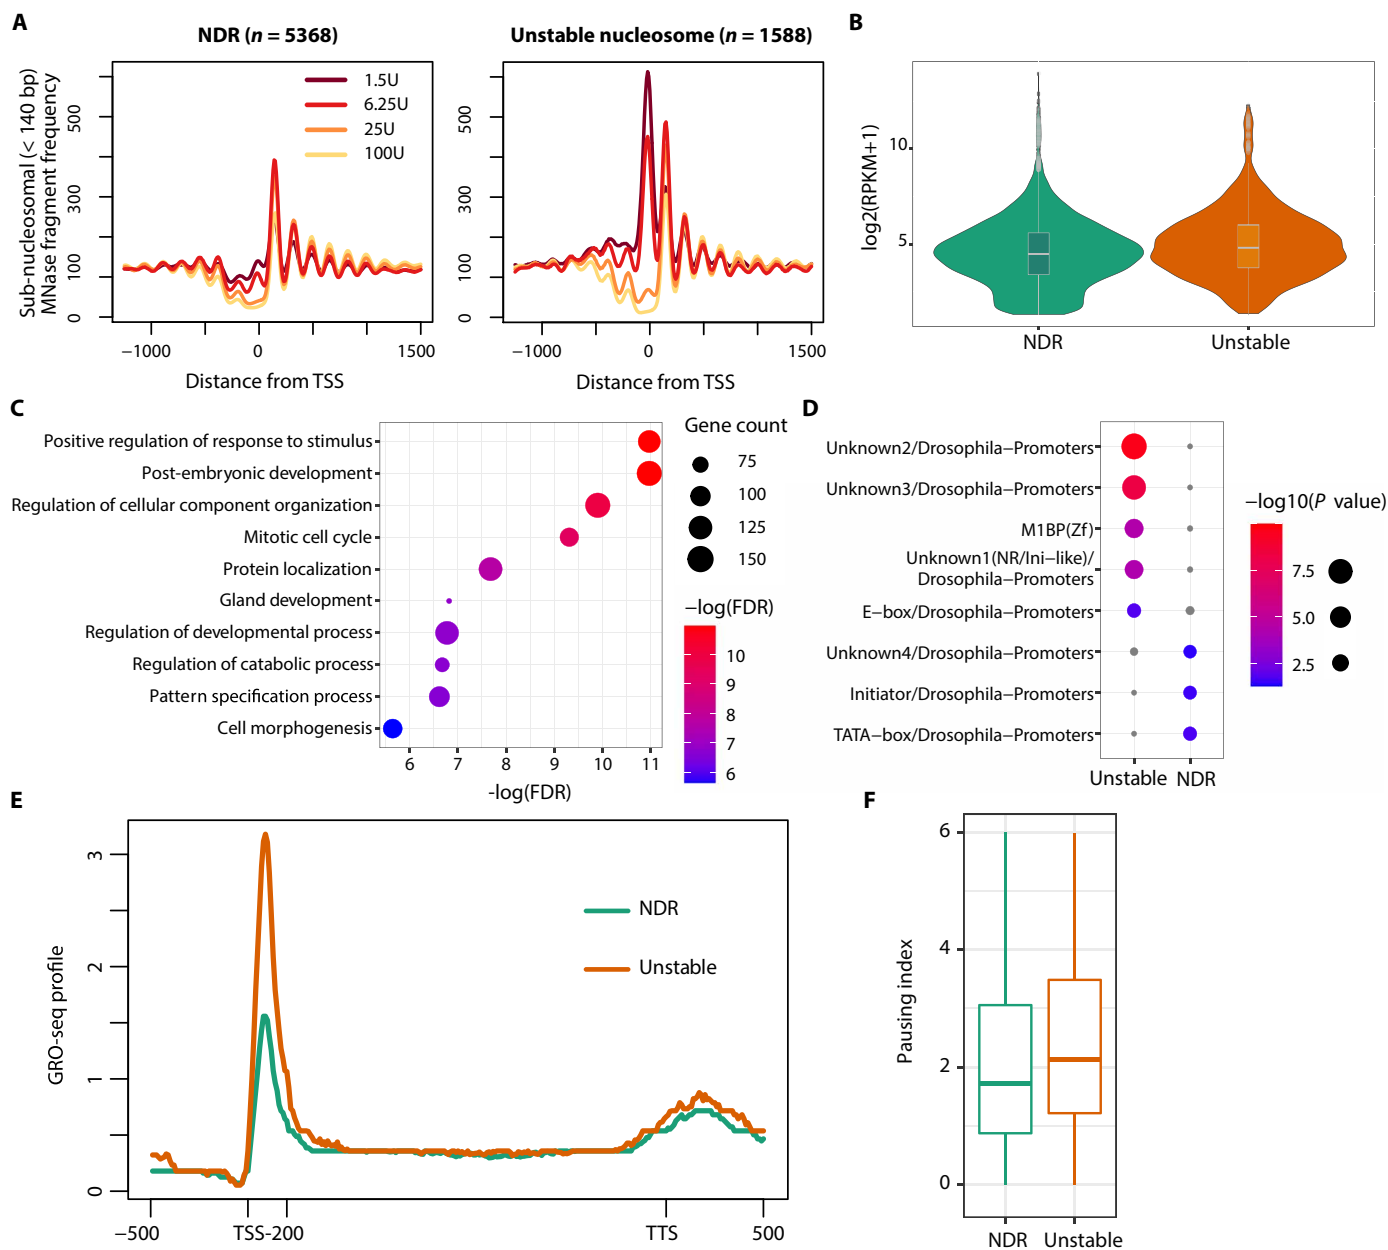 A
NDR (n = 5368)
Unstable nucleosome (n = 1588)
Sub-nucleosomal (< 140 bp)
MNase fragment frequency
0
100
300
500
1.5U
6.25U
25U
100U
−1000
0
1500
Distance from TSS
0
100
300
500
−1000
0
1500
Distance from TSS
B
log2(RPKM+1)
10
5
NDR
Unstable
C
Positive regulation of response to stimulus
Post-embryonic development
Regulation of cellular component organization
Mitotic cell cycle
Protein localization
Gland development
Regulation of developmental process
Regulation of catabolic process
Pattern specification process
Cell morphogenesis
6
7
8
9
10
11
-log(FDR)
Gene count
75
100
125
150
−log(FDR)
10
9
8
7
6
D
Unknown2/Drosophila−Promoters
Unknown3/Drosophila−Promoters
M1BP(Zf)
Unknown1(NR/Ini−like)/
Drosophila−Promoters
E−box/Drosophila−Promoters
Unknown4/Drosophila−Promoters
Initiator/Drosophila−Promoters
TATA−box/Drosophila−Promoters
Unstable
NDR
−log10(P value)
7.5
5.0
2.5
E
GRO-seq profile
0
1
2
3
NDR
Unstable
−500
TSS-200
TTS
500
F
Pausing index
6
4
2
0
NDR
Unstable